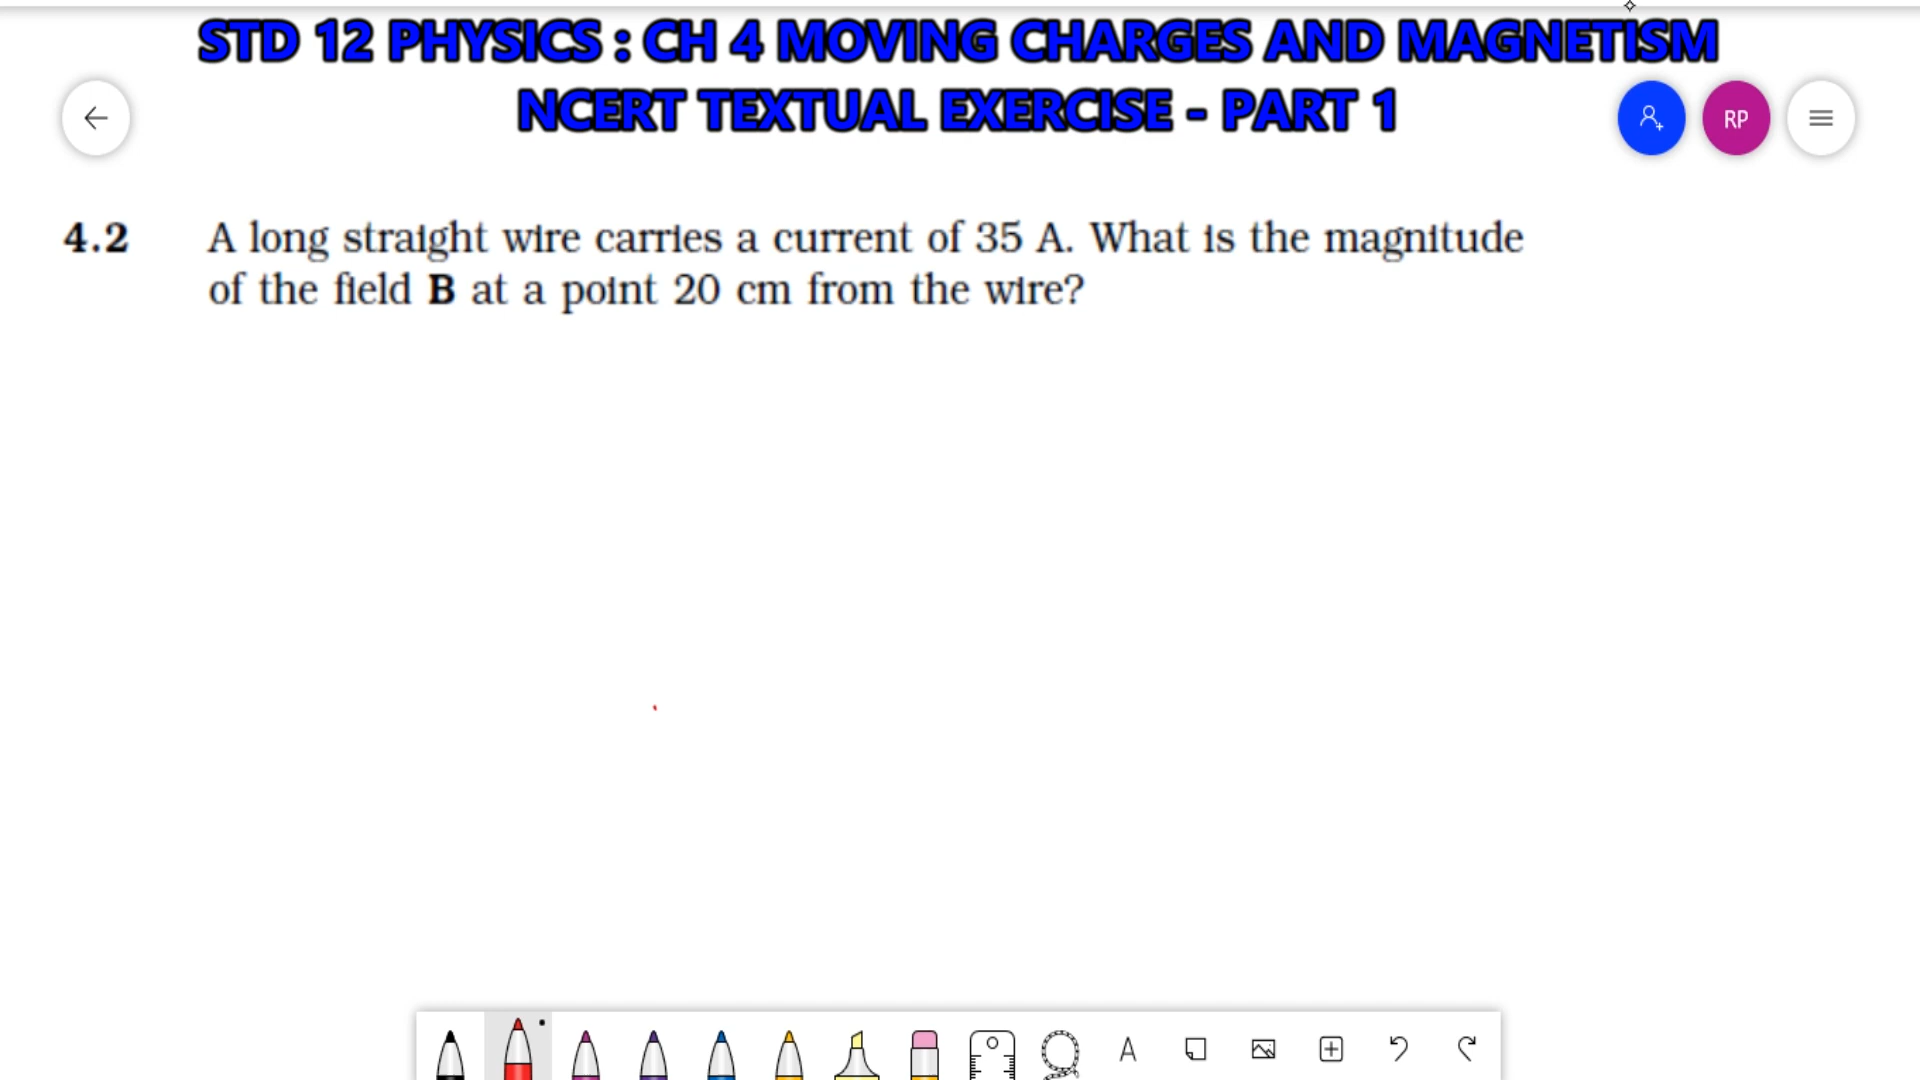 STD 12 PHYSICS : CH 4 MOVING CHARGES AND MAGNETISM
NCERT TEXTUAL EXERCISE - PART 1
RP
4.2 A long straight wire carries a current of 35 A. What is the magnitude
of the field B at a point 20 cm from the wire?
A